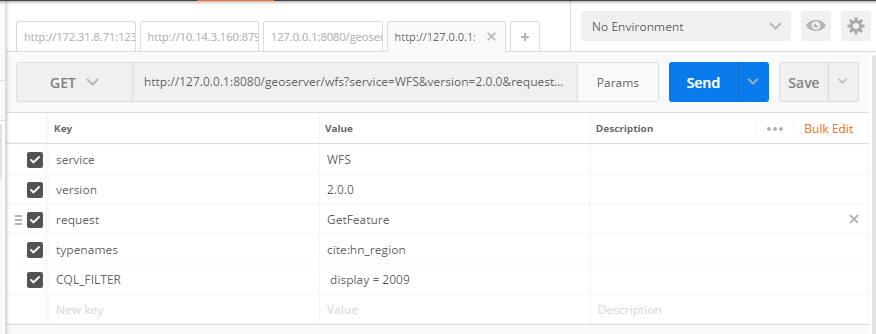 http://172.31.8.71:123
http://10.14.3.160:879
127.0.0.1:8080/geoser
http://127.0.0.1:
No Environment
GET
http://127.0.0.1:8080/geoserver/wfs?service=WFS&version=2.0.0&request...
Params
Send
Save
Key Value Description Bulk Edit
service WFS
version 2.0.0
request GetFeature
typenames cite:hn_region
CQL_FILTER display = 2009
New key Value Description